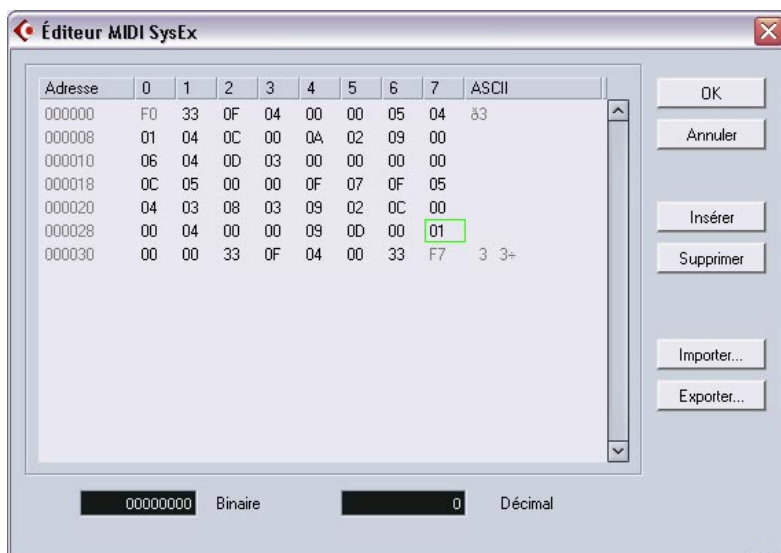 Éditeur MIDI SysEx
Adresse 0 1 2 3 4 5 6 7 ASCII
000000 F0 33 0F 04 00 00 05 04 ð3
000008 01 04 0C 00 0A 02 09 00
000010 06 04 0D 03 00 00 00 00
000018 0C 05 00 00 0F 07 0F 05
000020 04 03 08 03 09 02 0C 00
000028 00 04 00 00 09 0D 00 01
000030 00 00 33 0F 04 00 33 F7 3 3÷
OK
Annuler
Insérer
Supprimer
Importer...
Exporter...
00000000 Binaire 0 Décimal